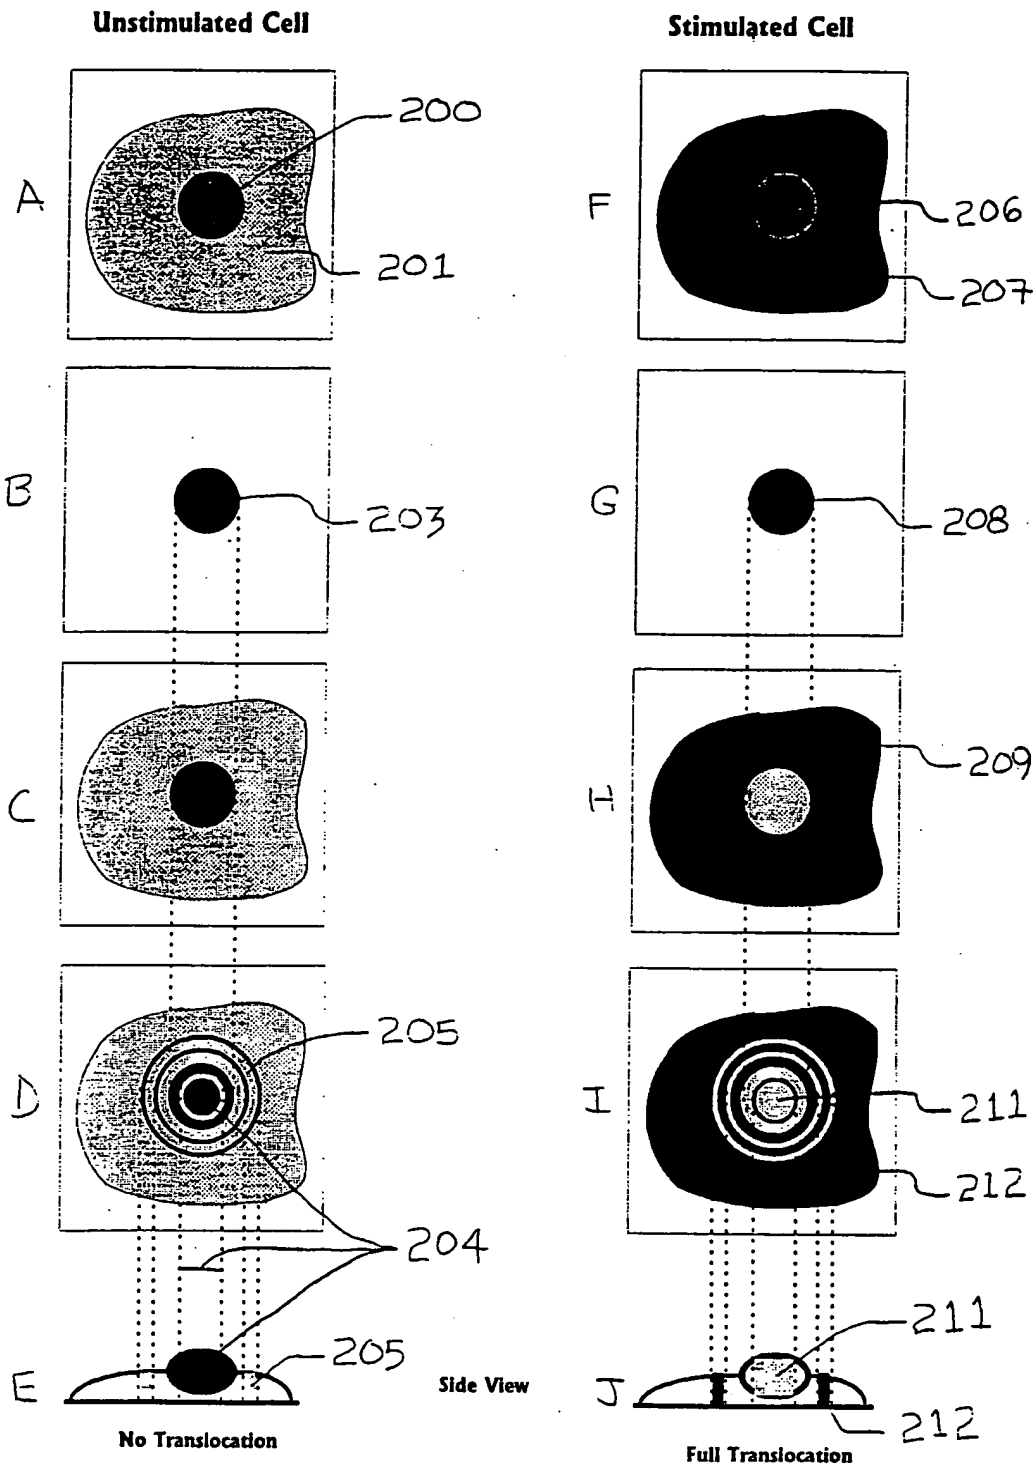 Unstimulated Cell
Stimulated Cell
A
200
201
F
206
207
B
203
G
208
C
H
209
D
205
204
I
211
212
E
205
Side View
J
211
212
No Translocation
Full Translocation